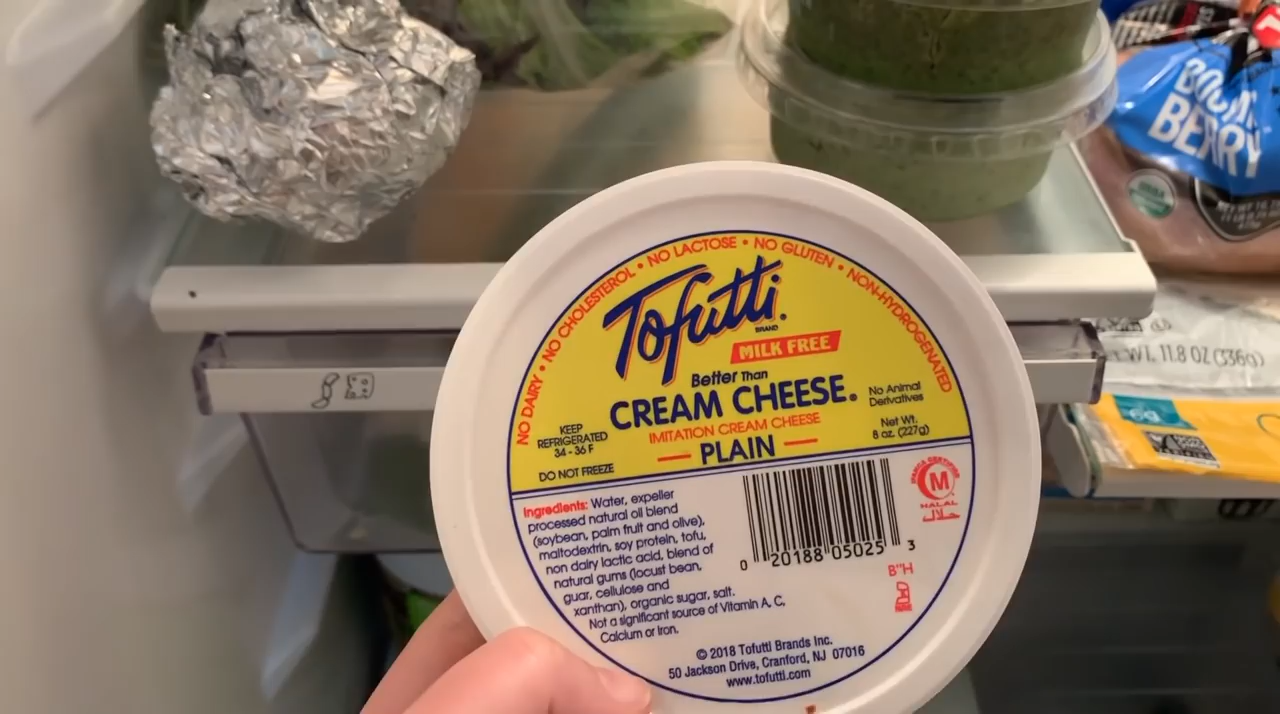 NO DAIRY • NO CHOLESTEROL • NO LACTOSE • NO GLUTEN • NON-HYDROGENATED
Tofutti.
BRAND
MILK FREE
Better Than
CREAM CHEESE®
IMITATION CREAM CHEESE
PLAIN
KEEP
REFRIGERATED
34 - 36 F
DO NOT FREEZE
No Animal
Derivatives
Net Wt.
8 oz. (227g)
Ingredients: Water, expeller
processed natural oil blend
(soybean, palm fruit and olive),
maltodextrin, soy protein, tofu,
non dairy lactic acid, blend of
natural gums (locust bean,
guar, cellulose and
xanthan), organic sugar, salt.
Not a significant source of Vitamin A, C,
Calcium or Iron.
0 20188 05025 3
M
HALAL
حلال
B"H
© 2018 Tofutti Brands Inc.
50 Jackson Drive, Cranford, NJ 07016
www.tofutti.com
BERRY
WT. 11.8 OZ (336g)